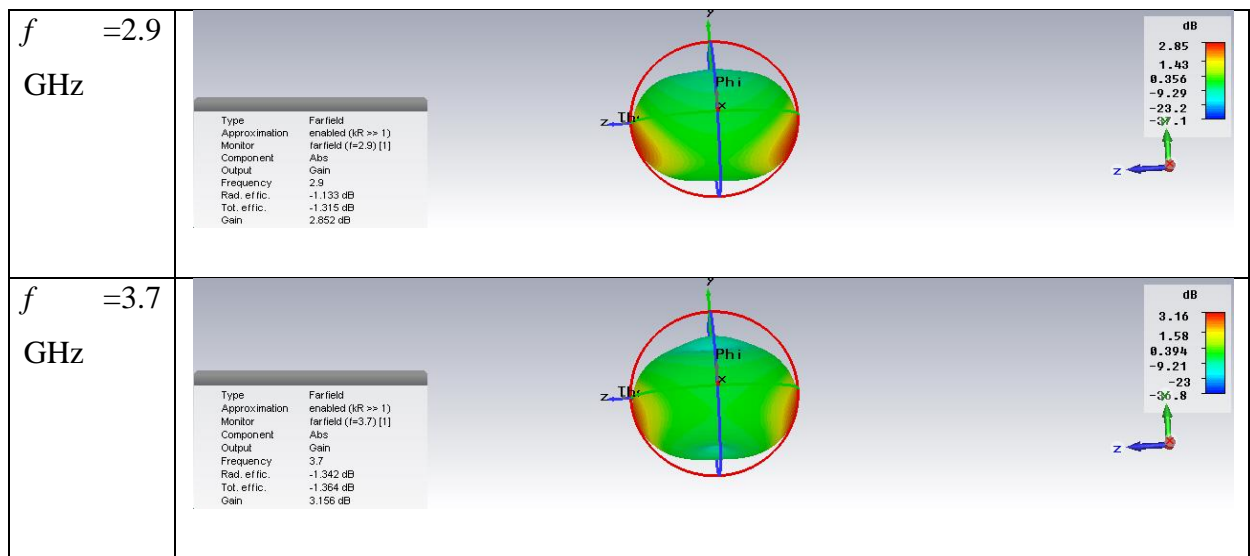 f =2.9
GHz
y
Phi
x
z
Type Farfield
Approximation enabled (kR >> 1)
Monitor farfield (f=2.9) [1]
Component Abs
Output Gain
Frequency 2.9
Rad. effic. -1.133 dB
Tot. effic. -1.315 dB
Gain 2.852 dB
dB
2.85
1.43
0.356
-9.29
-23.2
-37.1
z
f =3.7
GHz
y
Phi
x
z
Type Farfield
Approximation enabled (kR >> 1)
Monitor farfield (f=3.7) [1]
Component Abs
Output Gain
Frequency 3.7
Rad. effic. -1.342 dB
Tot. effic. -1.364 dB
Gain 3.156 dB
dB
3.16
1.58
0.394
-9.21
-23
-36.8
z